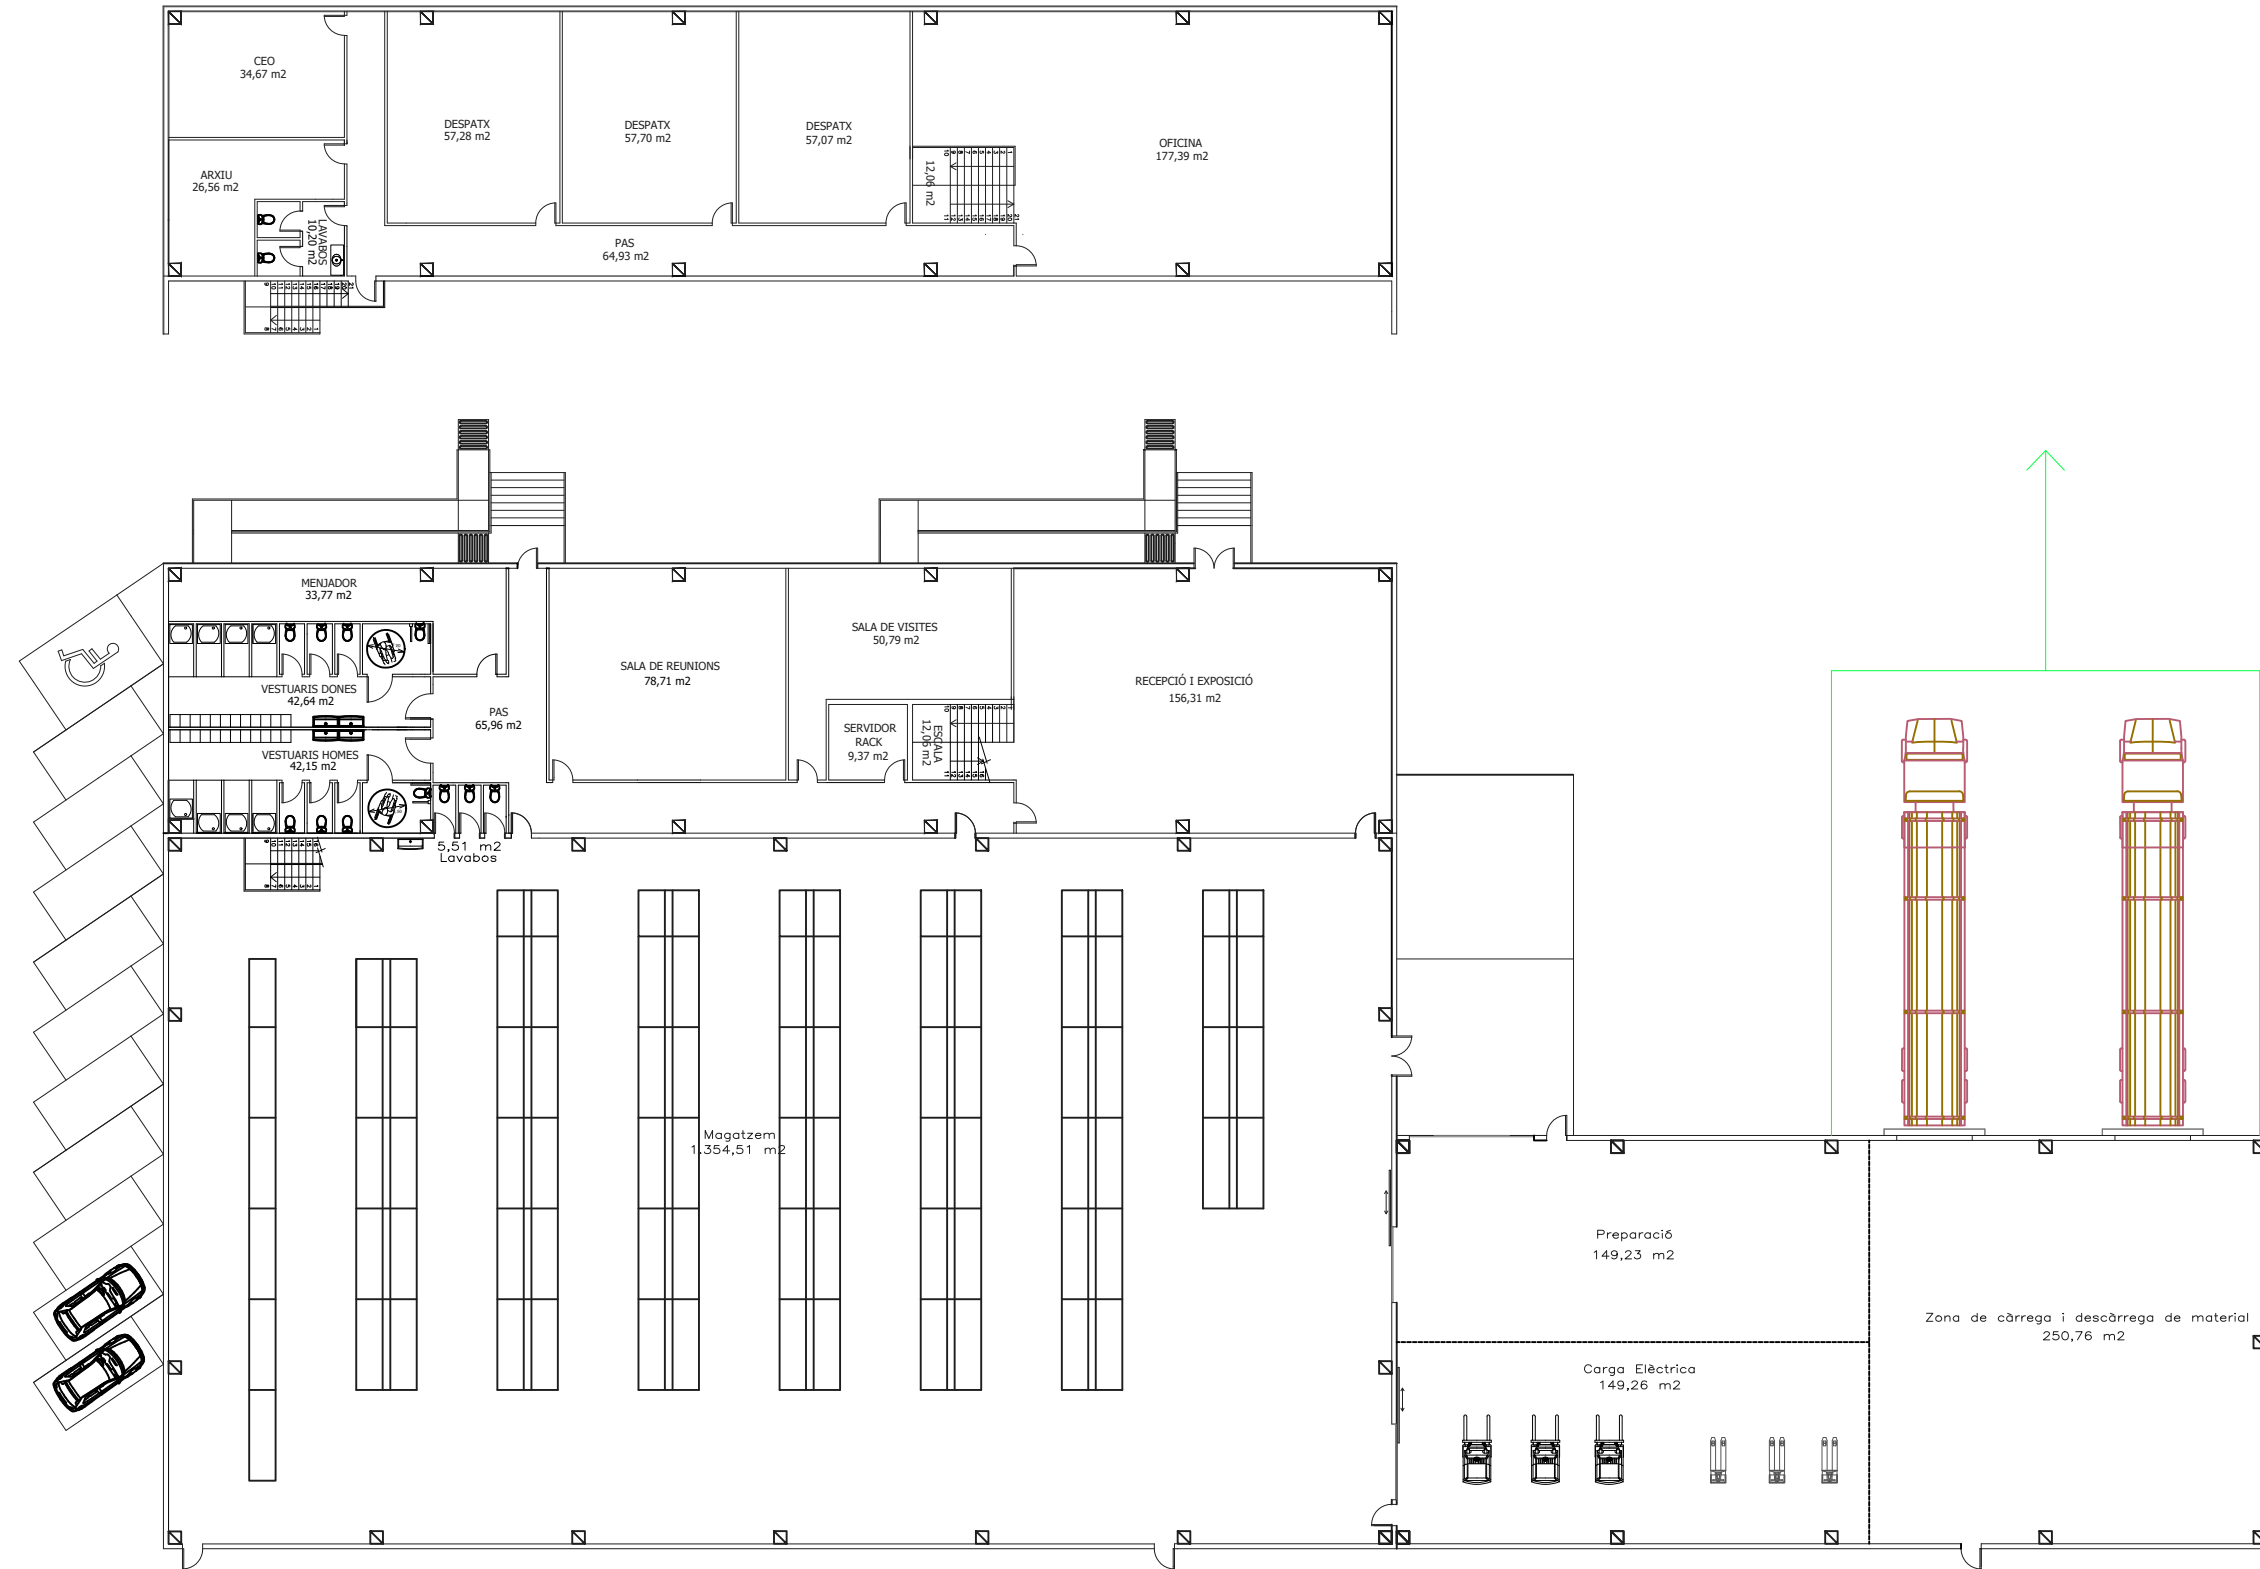 CEO
34,67 m2
DESPATX
57,28 m2
DESPATX
57,70 m2
DESPATX
57,07 m2
OFICINA
177,39 m2
ARXIU
26,56 m2
12,06 m2
LAVABOS
10,20 m2
PAS
64,93 m2
MENJADOR
33,77 m2
SALA DE VISITES
50,79 m2
SALA DE REUNIONS
78,71 m2
RECEPCIÓ I EXPOSICIÓ
156,31 m2
VESTUARIS DONES
42,64 m2
PAS
65,96 m2
SERVIDOR
RACK
9,37 m2
ESCALA
12,06 m2
VESTUARIS HOMES
42,15 m2
5,51 m2
Lavabos
Magatzem
1.354,51 m2
Preparació
149,23 m2
Zona de càrrega i descàrrega de material
250,76 m2
Carga Elèctrica
149,26 m2